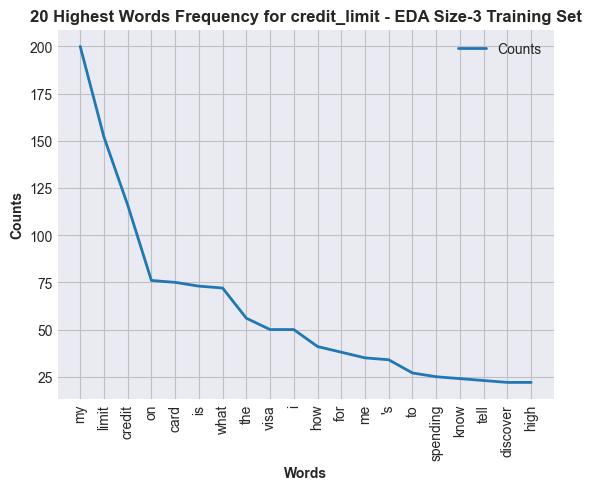 20 Highest Words Frequency for credit_limit - EDA Size-3 Training Set
Counts
200
175
150
125
100
75
50
25
Counts
my
limit
credit
on
card
is
what
the
visa
i
how
for
me
's
to
spending
know
tell
discover
high
Words